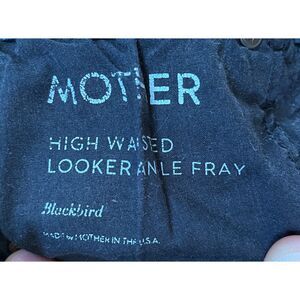 MOTHER
HIGH WAISTED
LOOKER ANKLE FRAY
Blackbird
MADE by MOTHER IN THE U.S.A.